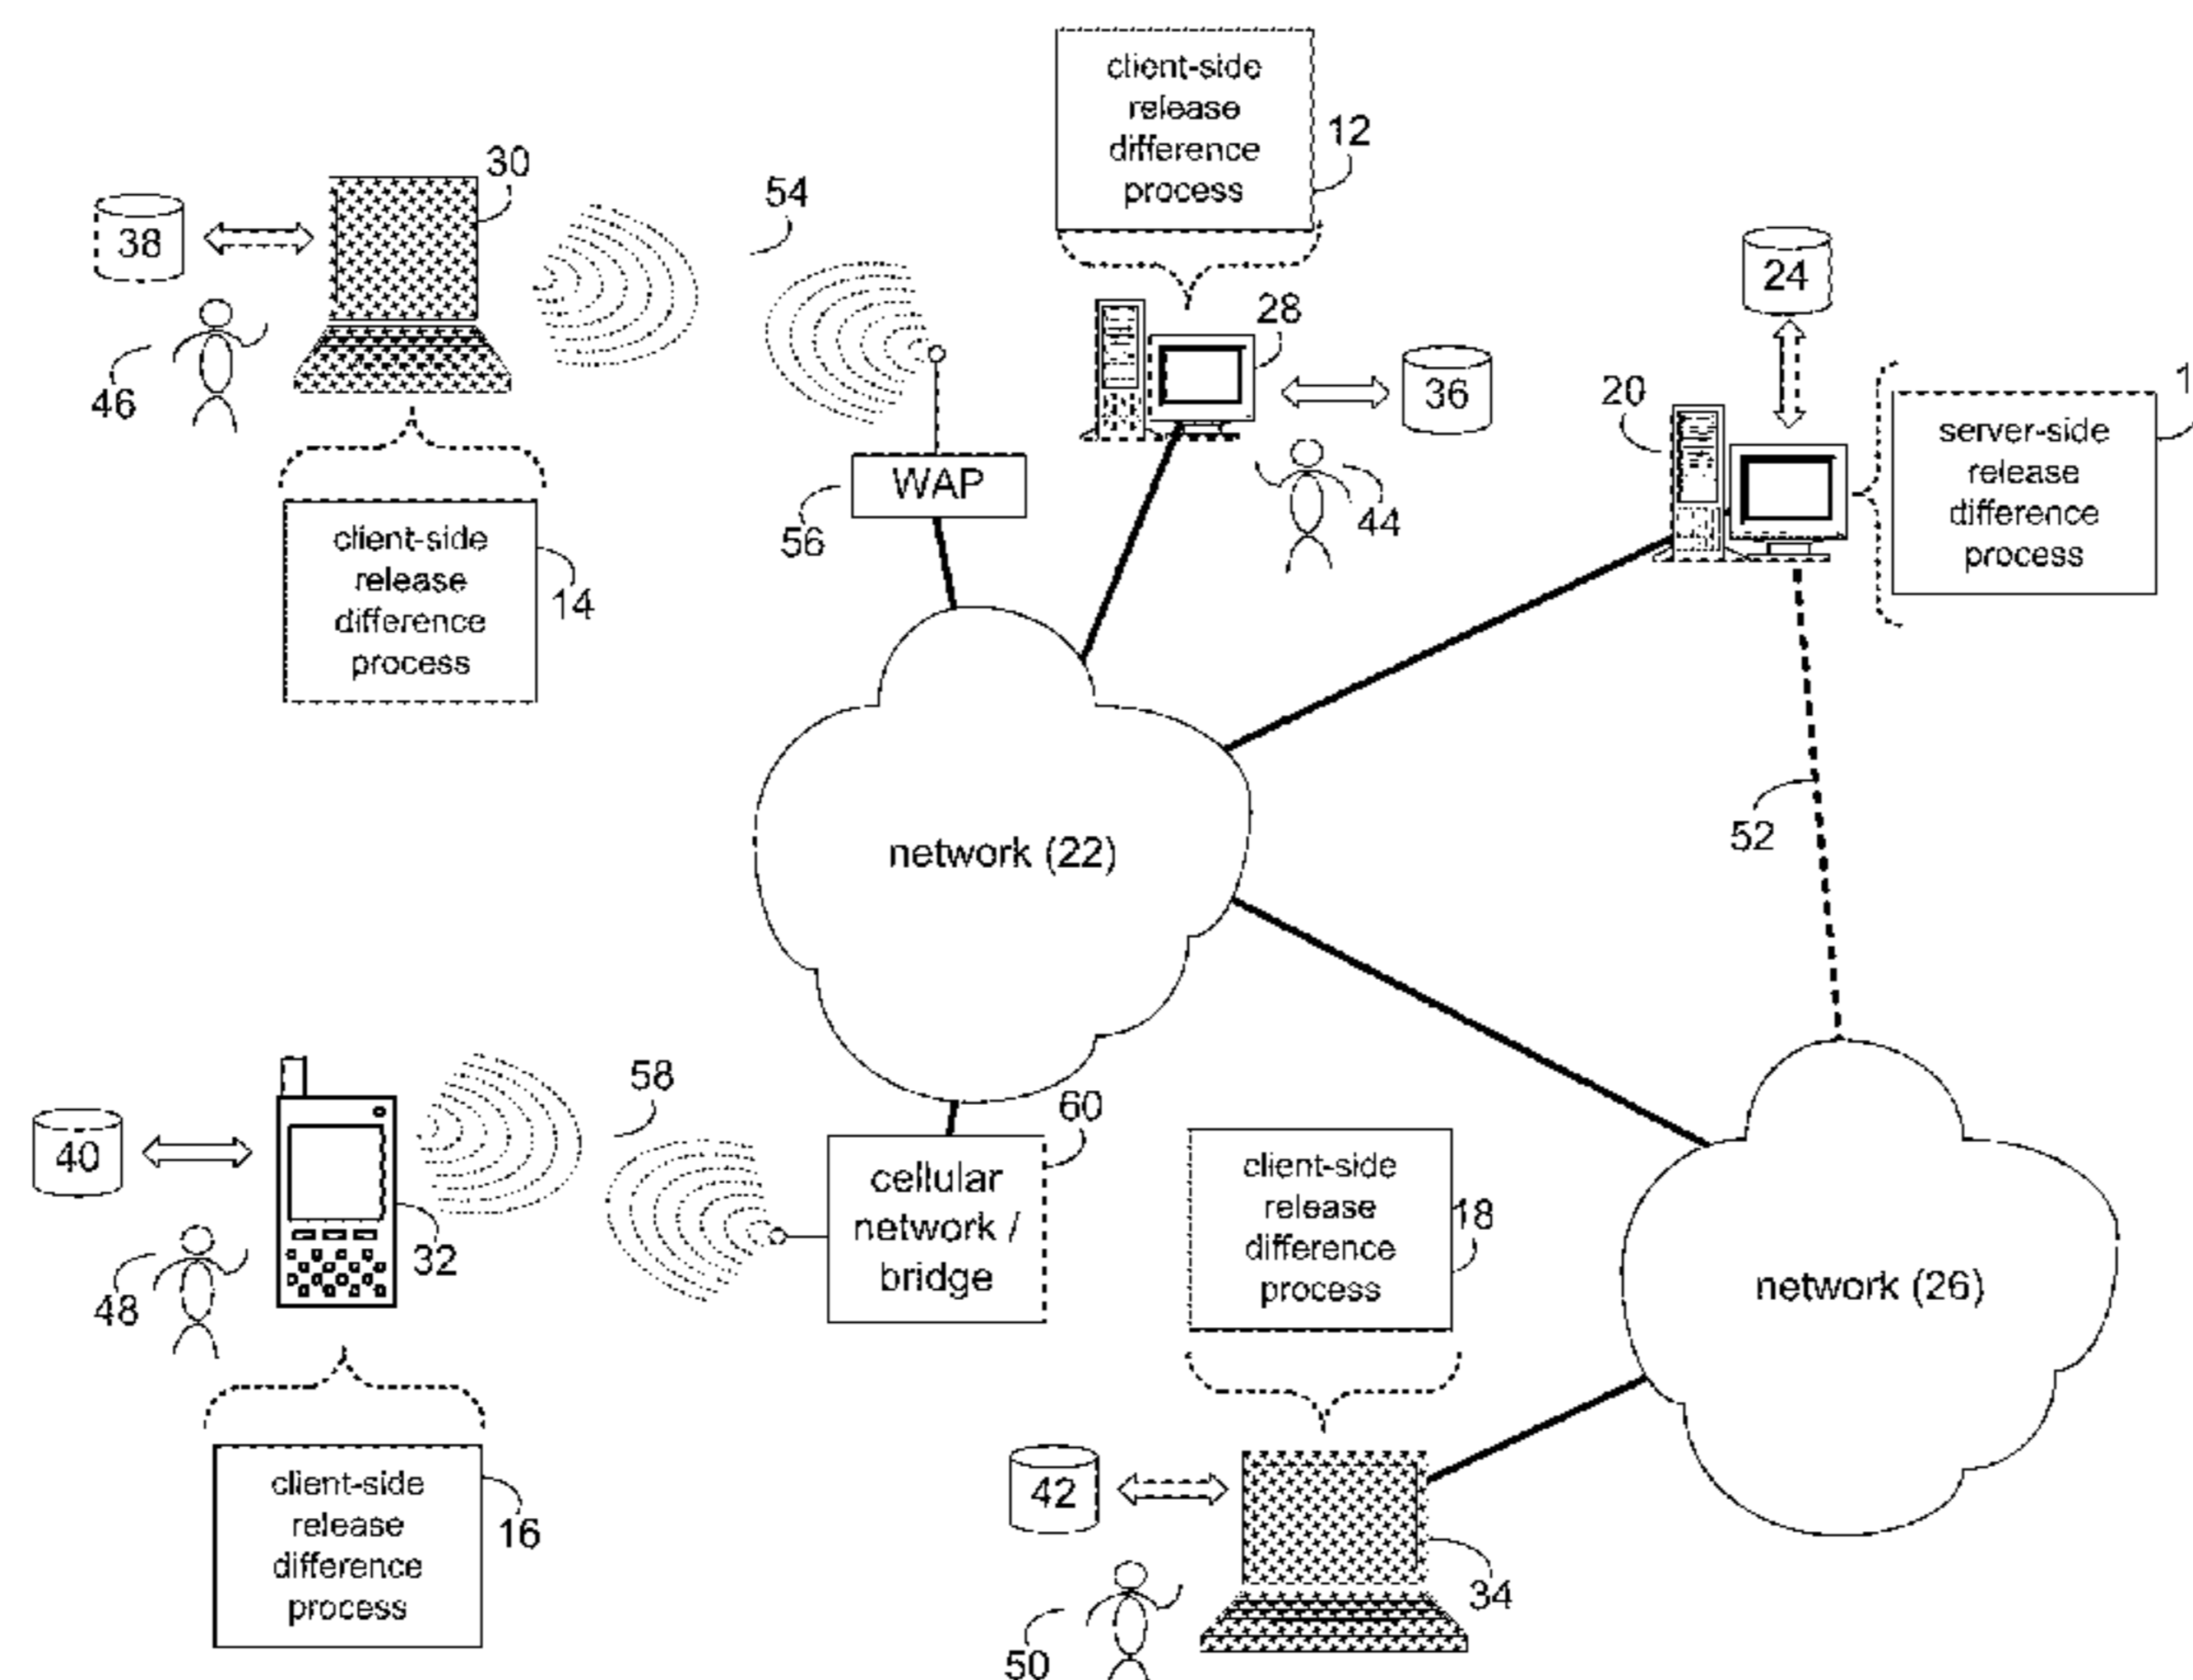 client-side
release
difference
process
12
30
54
38
46
client-side
release
difference
process
14
WAP
56
28
36
44
24
20
server-side
release
difference
process
1
network (22)
52
58
40
32
48
60
cellular
network /
bridge
client-side
release
difference
process
18
network (26)
client-side
release
difference
process
16
42
34
50